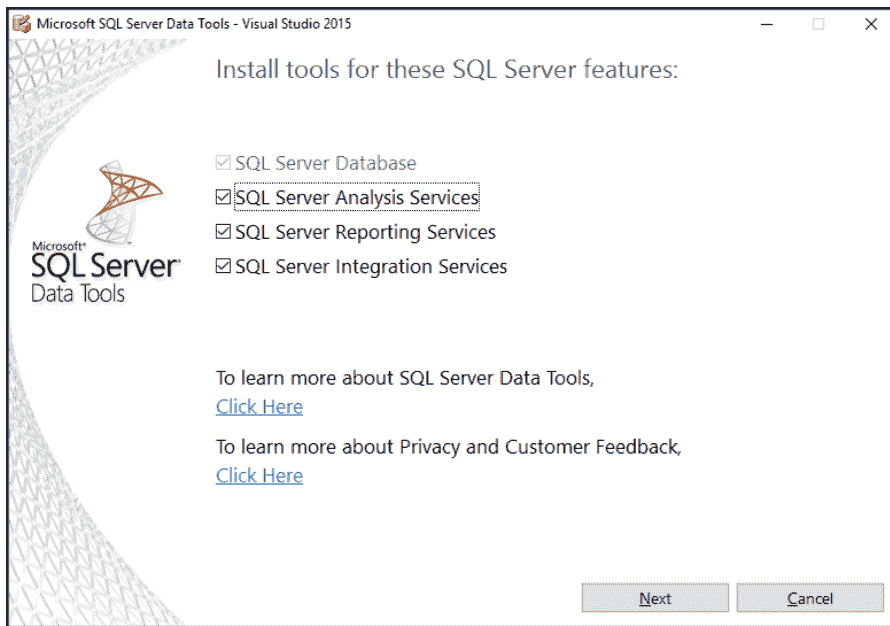 Microsoft SQL Server Data Tools - Visual Studio 2015
Install tools for these SQL Server features:
SQL Server Database
SQL Server Analysis Services
SQL Server Reporting Services
SQL Server Integration Services
Microsoft®
SQL Server®
Data Tools
To learn more about SQL Server Data Tools,
Click Here
To learn more about Privacy and Customer Feedback,
Click Here
Next
Cancel